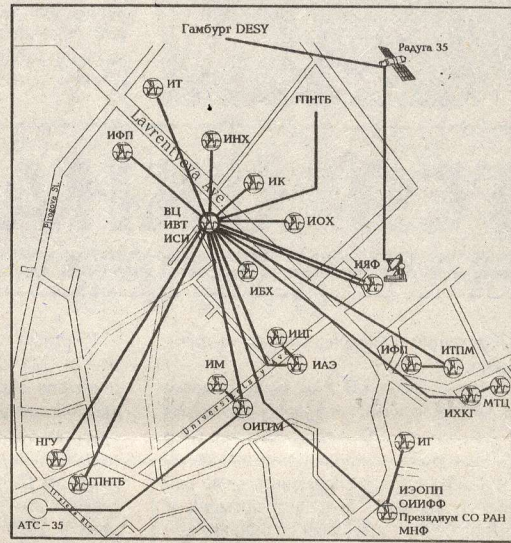 Гамбург DESY
Радуга 35
ИТ
ГПНТБ
Lavrentyeva Ave
ИНХ
ИФП
ИК
Pirogova St.
ВЦ
ИВТ
ИСИ
ИОХ
ИЯФ
ИБХ
ИЦГ
ИАЭ
ИФП
ИТПМ
ИМ
University
Ave
ОИГГМ
ИХКГ
МТЦ
НГУ
ИГ
ГПНТБ
ИЭОПП
ОИИФФ
Президиум СО РАН
МНФ
АТС-35